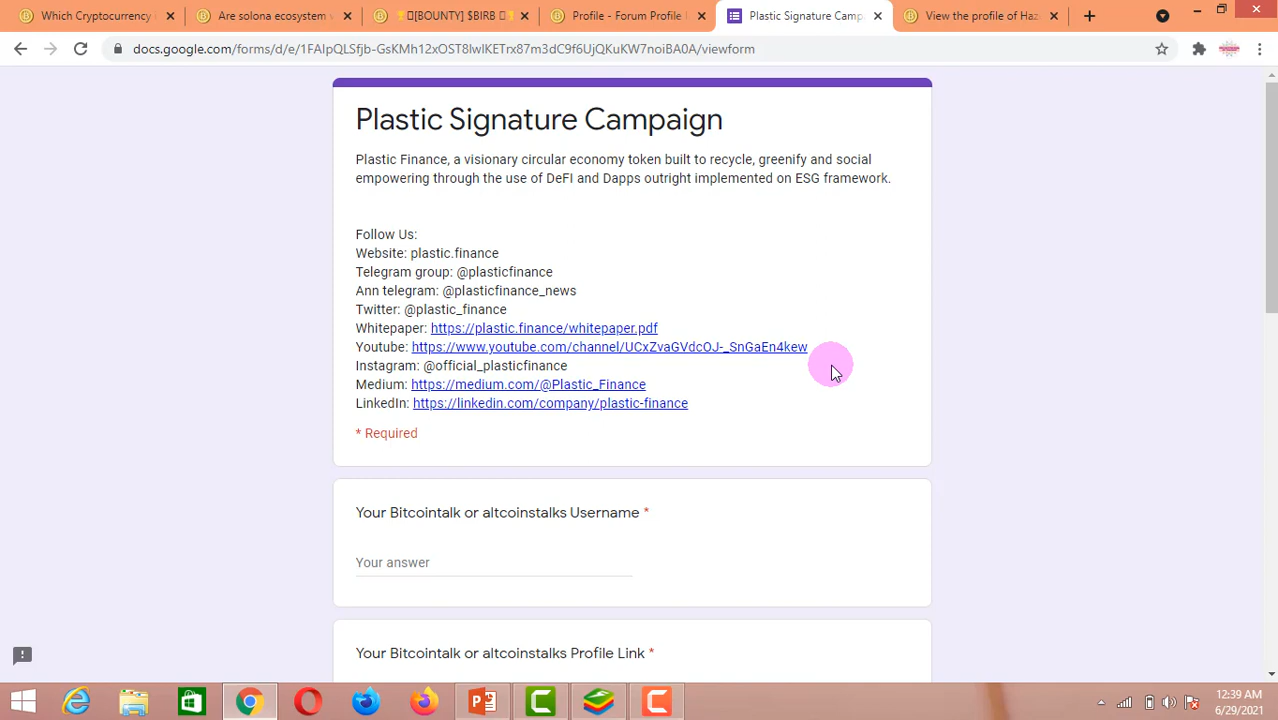 Which Cryptocurrency
Are solona ecosystem
[BOUNTY] $BIRB
Profile - Forum Profile
Plastic Signature Camp
View the profile of Haz
docs.google.com/forms/d/e/1FAIpQLSfjb-GsKMh12xOST8lwIKETrx87m3dC9f6UjQKuKW7noiBA0A/viewform
Plastic Signature Campaign
Plastic Finance, a visionary circular economy token built to recycle, greenify and social
empowering through the use of DeFI and Dapps outright implemented on ESG framework.
Follow Us:
Website: plastic.finance
Telegram group: @plasticfinance
Ann telegram: @plasticfinance_news
Twitter: @plastic_finance
Whitepaper: https://plastic.finance/whitepaper.pdf
Youtube: https://www.youtube.com/channel/UCxZvaGVdcOJ-_SnGaEn4kew
Instagram: @official_plasticfinance
Medium: https://medium.com/@Plastic_Finance
LinkedIn: https://linkedin.com/company/plastic-finance
* Required
Your Bitcointalk or altcoinstalks Username *
Your answer
Your Bitcointalk or altcoinstalks Profile Link *
12:39 AM
6/29/2021